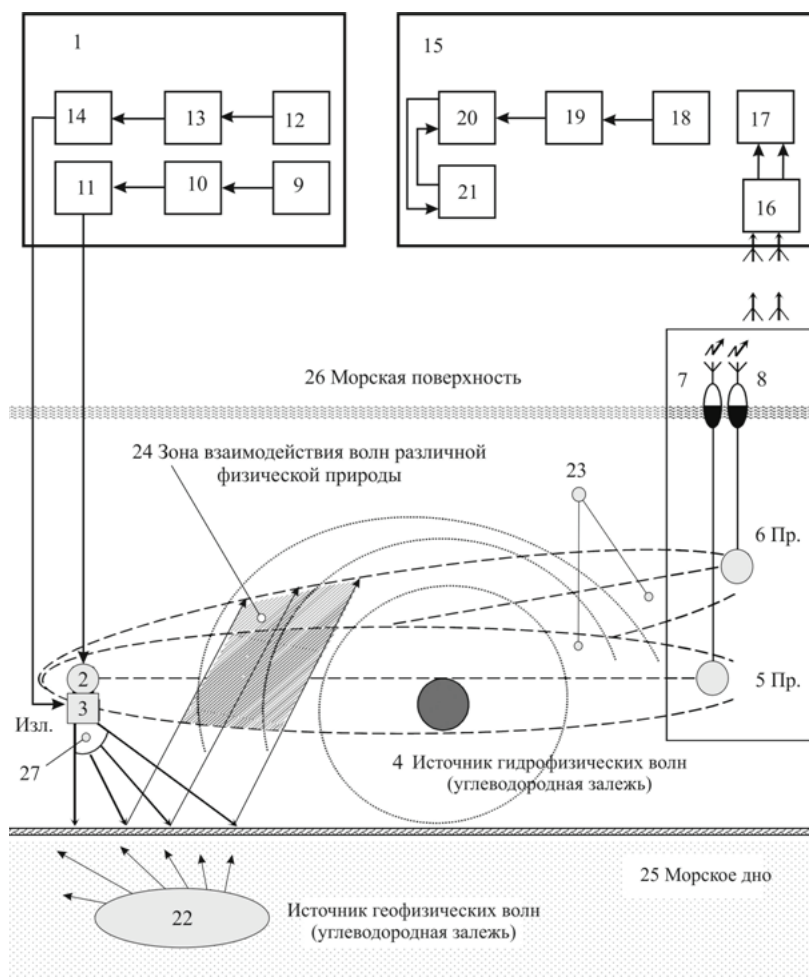 1
15
14
13
12
20
19
18
17
11
10
9
21
16
26 Морская поверхность
7
8
24 Зона взаимодействия волн различной
физической природы
23
6 Пр.
2
5 Пр.
3
Изл.
27
4 Источник гидрофизических волн
(углеводородная залежь)
25 Морское дно
22
Источник геофизических волн
(углеводородная залежь)